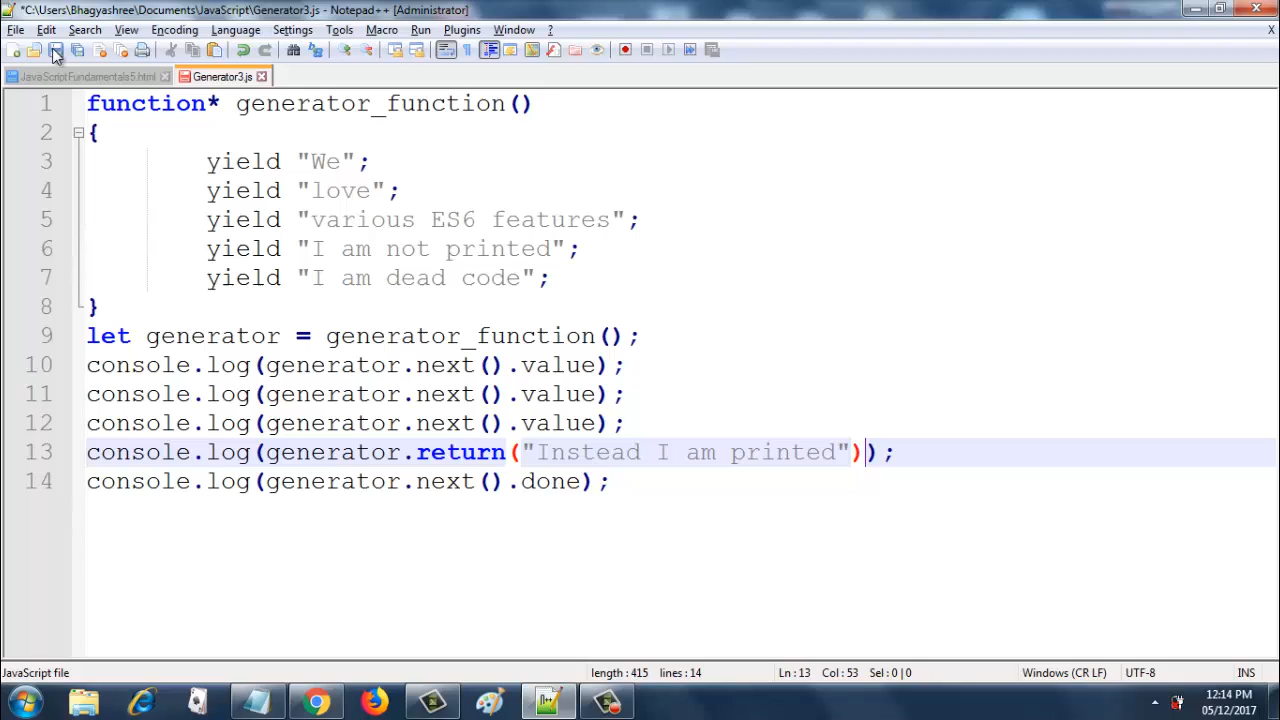 *C:\Users\Bhagyashree\Documents\JavaScript\Generator3.js - Notepad++ [Administrator]
File Edit Search View Encoding Language Settings Tools Macro Run Plugins Window ? X
JavaScriptFundamentals5.html Generator3.js
1 function* generator_function()
2 {
3 yield "We";
4 yield "love";
5 yield "various ES6 features";
6 yield "I am not printed";
7 yield "I am dead code";
8 }
9 let generator = generator_function();
10 console.log(generator.next().value);
11 console.log(generator.next().value);
12 console.log(generator.next().value);
13 console.log(generator.return("Instead I am printed"));
14 console.log(generator.next().done);
JavaScript file length : 415 lines : 14 Ln : 13 Col : 53 Sel : 0 | 0 Windows (CR LF) UTF-8 INS
12:14 PM
05/12/2017